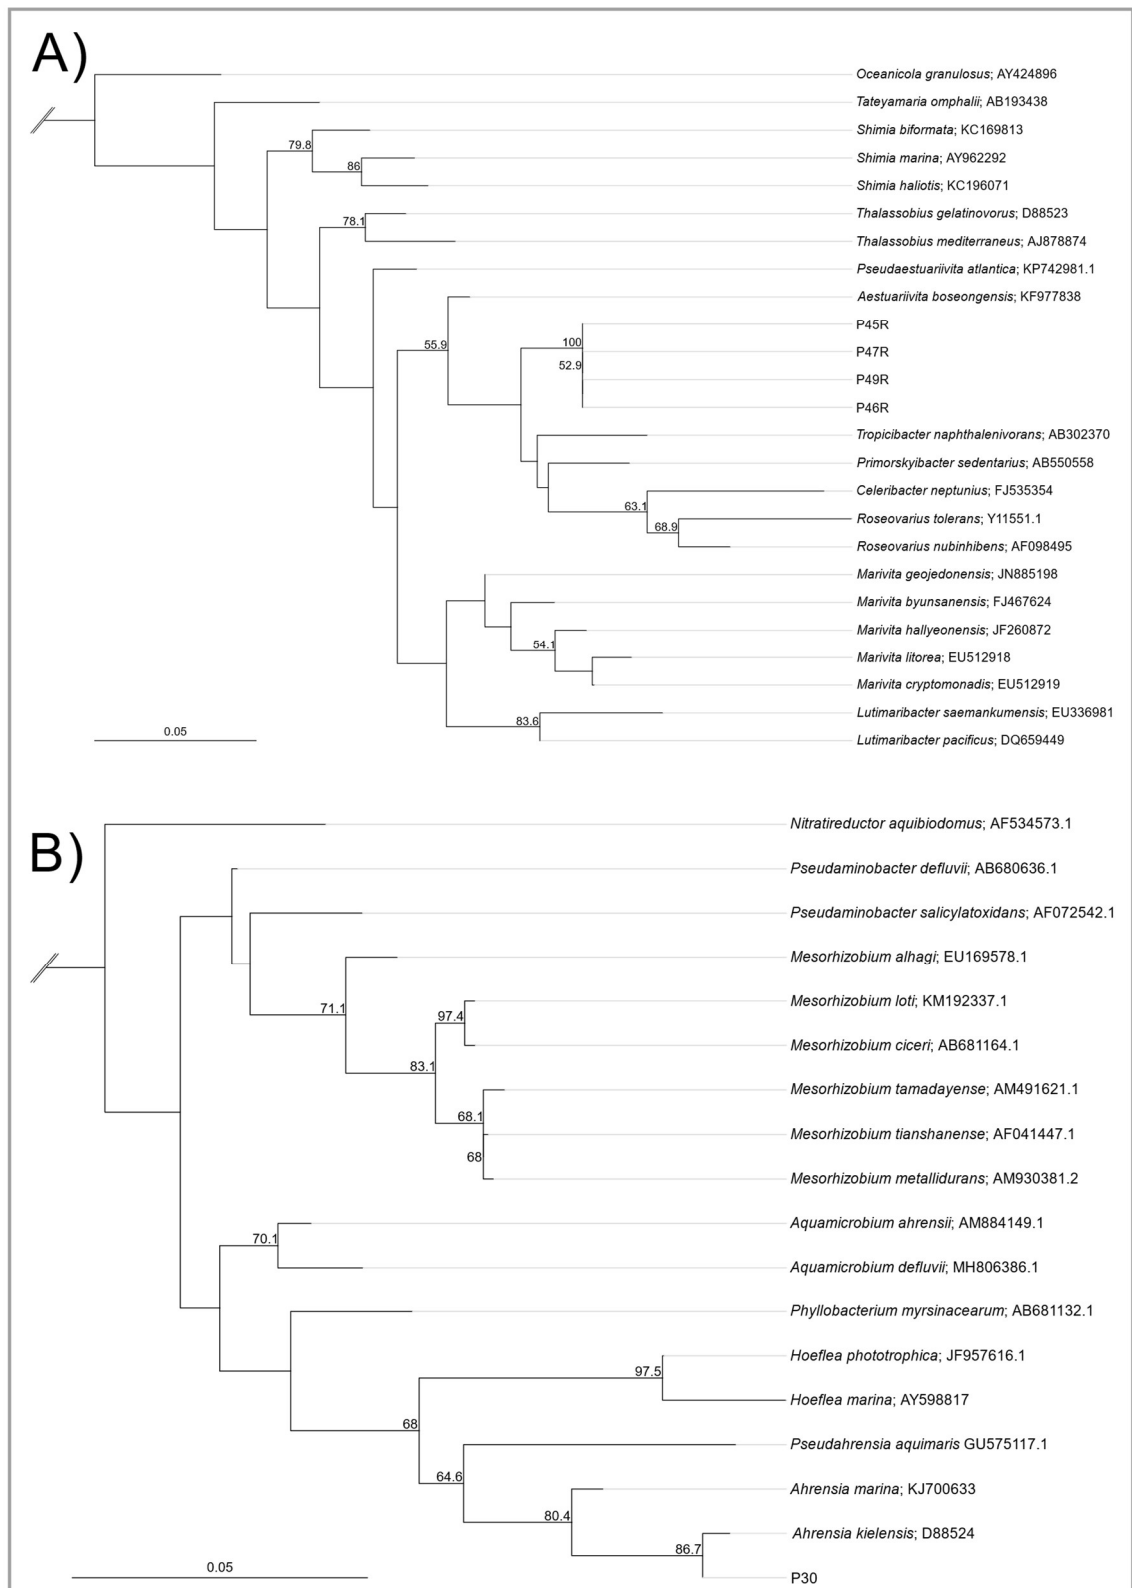 A)
Oceanicola granulosus; AY424896
Tateyamaria omphalii; AB193438
Shimia biformata; KC169813
79.8
Shimia marina; AY962292
86
Shimia haliotis; KC196071
Thalassobius gelatinovorus; D88523
78.1
Thalassobius mediterraneus; AJ878874
Pseudaestuariivita atlantica; KP742981.1
Aestuariivita boseongensis; KF977838
P45R
55.9
100
P47R
52.9
P49R
P46R
Tropicibacter naphthalenivorans; AB302370
Primorskyibacter sedentarius; AB550558
Celeribacter neptunius; FJ535354
63.1
Roseovarius tolerans; Y11551.1
68.9
Roseovarius nubinhibens; AF098495
Marivita geojedonensis; JN885198
Marivita byunsanensis; FJ467624
Marivita hallyeonensis; JF260872
54.1
Marivita litorea; EU512918
Marivita cryptomonadis; EU512919
Lutimaribacter saemankumensis; EU336981
83.6
0.05
Lutimaribacter pacificus; DQ659449
B)
Nitratireductor aquibiodomus; AF534573.1
Pseudaminobacter defluvii; AB680636.1
Pseudaminobacter salicylatoxidans; AF072542.1
Mesorhizobium alhagi; EU169578.1
Mesorhizobium loti; KM192337.1
71.1
97.4
Mesorhizobium ciceri; AB681164.1
83.1
Mesorhizobium tamadayense; AM491621.1
68.1
Mesorhizobium tianshanense; AF041447.1
68
Mesorhizobium metallidurans; AM930381.2
Aquamicrobium ahrensii; AM884149.1
70.1
Aquamicrobium defluvii; MH806386.1
Phyllobacterium myrsinacearum; AB681132.1
Hoeflea phototrophica; JF957616.1
97.5
Hoeflea marina; AY598817
68
Pseudahrensia aquimaris GU575117.1
64.6
Ahrensia marina; KJ700633
80.4
Ahrensia kielensis; D88524
86.7
0.05
P30